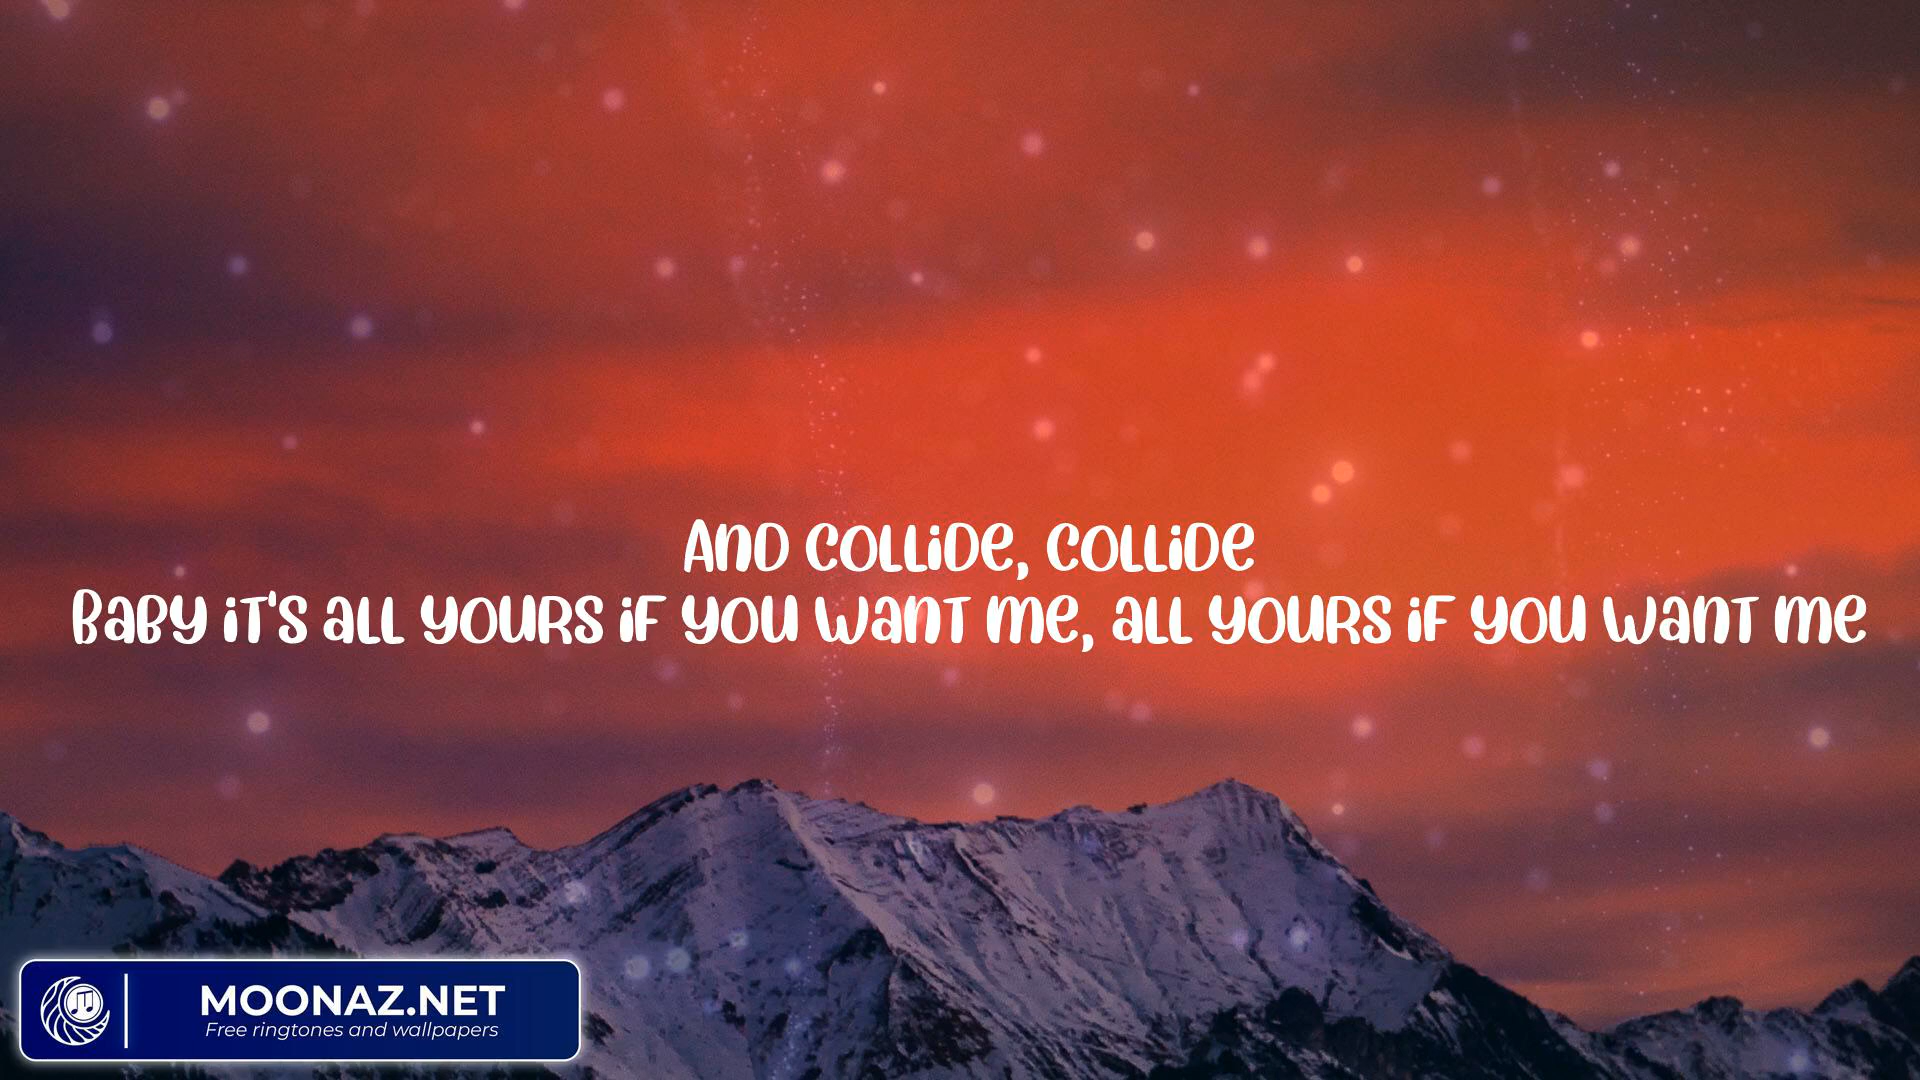 And collide, collide
Baby it's all yours if you want me, all yours if you want me
MOONAZ.NET
Free ringtones and wallpapers